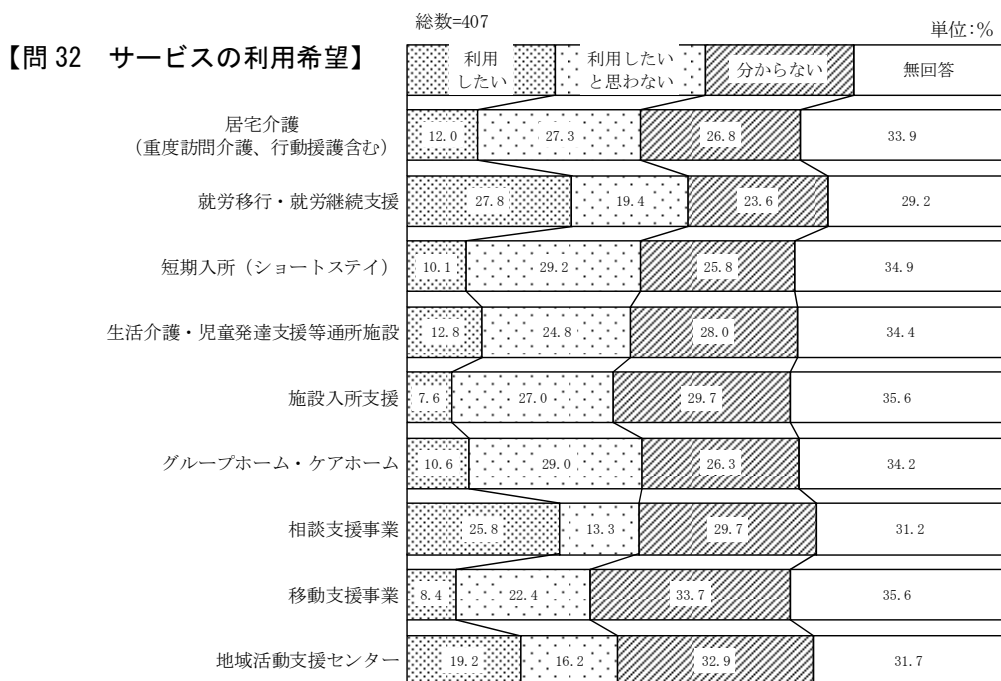 総数=407
単位:%
【問32　サービスの利用希望】
利用
したい
利用したい
と思わない
分からない
無回答
居宅介護
（重度訪問介護、行動援護含む）
12.0
27.3
26.8
33.9
就労移行・就労継続支援
27.8
19.4
23.6
29.2
短期入所（ショートステイ）
10.1
29.2
25.8
34.9
生活介護・児童発達支援等通所施設
12.8
24.8
28.0
34.4
施設入所支援
7.6
27.0
29.7
35.6
グループホーム・ケアホーム
10.6
29.0
26.3
34.2
相談支援事業
25.8
13.3
29.7
31.2
移動支援事業
8.4
22.4
33.7
35.6
地域活動支援センター
19.2
16.2
32.9
31.7